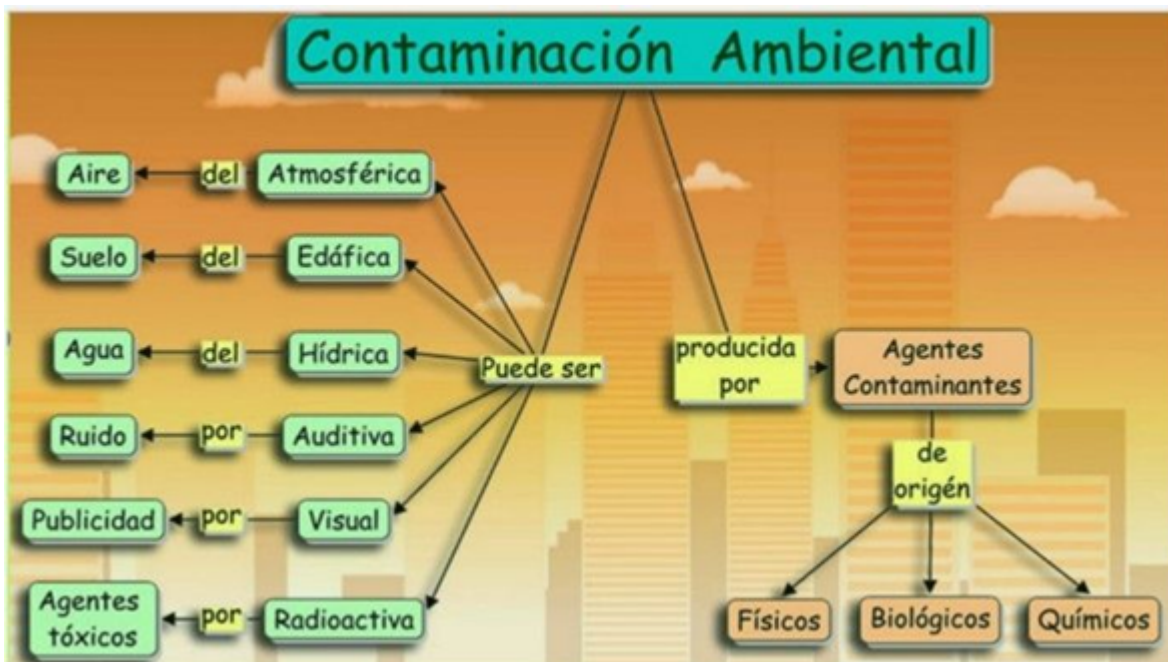 Contaminación Ambiental
Aire del Atmosférica
Suelo del Edáfica
Agua del Hídrica
Puede ser
Ruido por Auditiva
Publicidad por Visual
Agentes
tóxicos
por Radioactiva
producida
por
Agentes
Contaminantes
de
origén
Físicos Biológicos Químicos